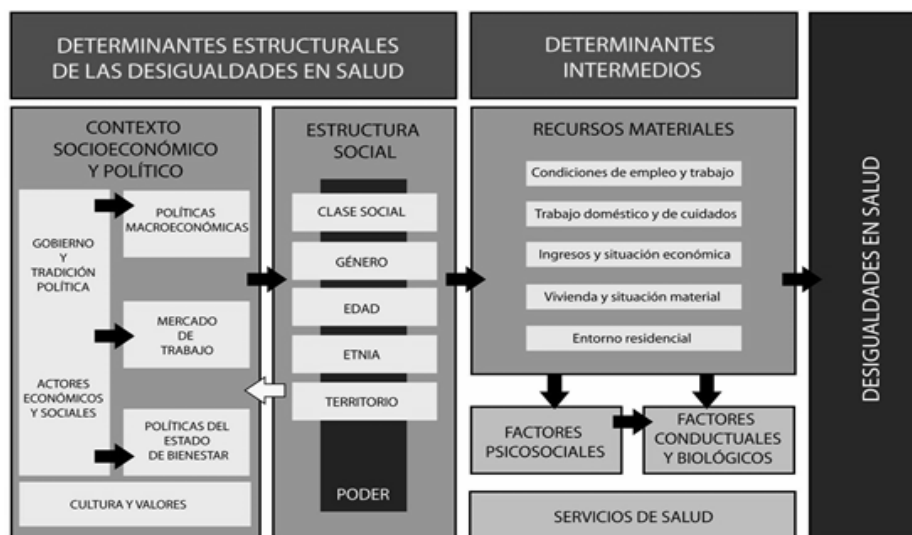 DETERMINANTES ESTRUCTURALES
DE LAS DESIGUALDADES EN SALUD
CONTEXTO
SOCIOECONÓMICO
Y POLÍTICO
GOBIERNO
Y
TRADICIÓN
POLÍTICA
ACTORES
ECONÓMICOS
Y SOCIALES
POLÍTICAS
MACROECONÓMICAS
MERCADO
DE
TRABAJO
POLÍTICAS DEL
ESTADO
DE BIENESTAR
CULTURA Y VALORES
ESTRUCTURA
SOCIAL
CLASE SOCIAL
GÉNERO
EDAD
ETNIA
TERRITORIO
PODER
DETERMINANTES
INTERMEDIOS
RECURSOS MATERIALES
Condiciones de empleo y trabajo
Trabajo doméstico y de cuidados
Ingresos y situación económica
Vivienda y situación material
Entorno residencial
FACTORES
PSICOSOCIALES
FACTORES
CONDUCTUALES
Y BIOLÓGICOS
SERVICIOS DE SALUD
DESIGUALDADES EN SALUD